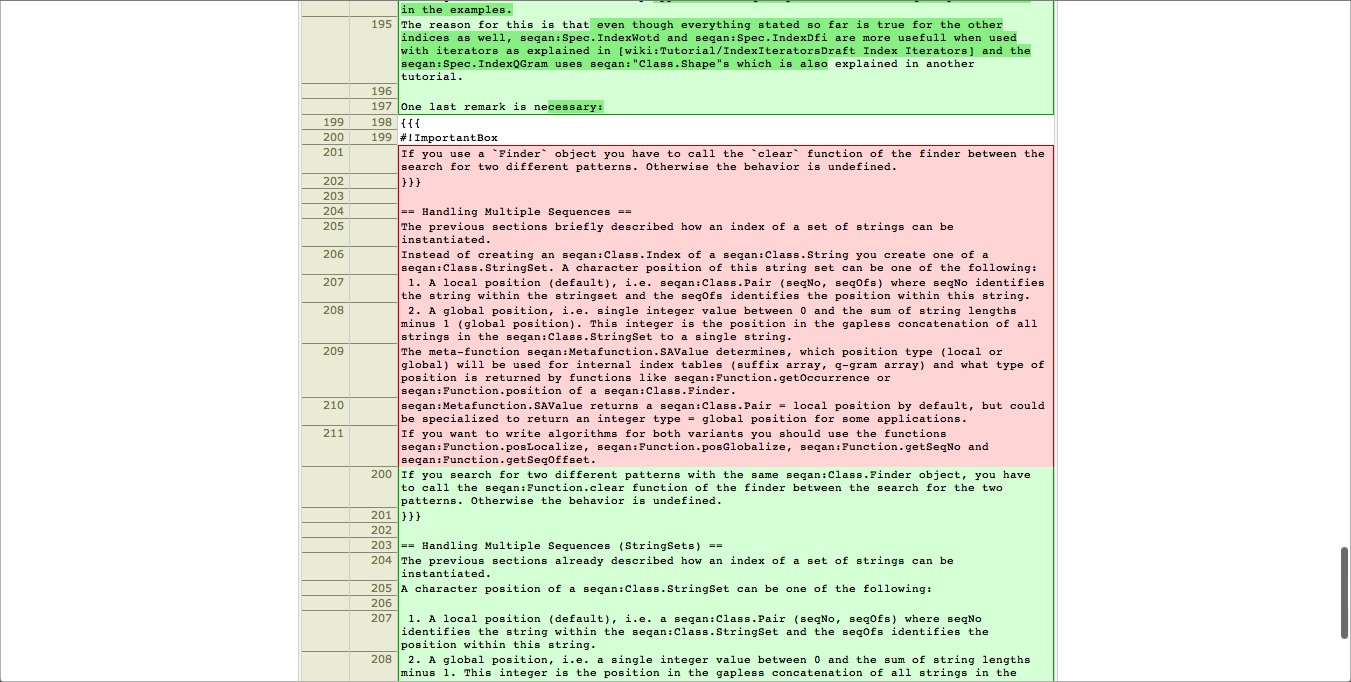 in the examples.
195 The reason for this is that even though everything stated so far is true for the other
indices as well, seqan:Spec.IndexWotd and seqan:Spec.IndexDfi are more usefull when used
with iterators as explained in [wiki:Tutorial/IndexIteratorsDraft Index Iterators] and the
seqan:Spec.IndexQGram uses seqan:"Class.Shape"s which is also explained in another
tutorial.
196
197 One last remark is necessary:
199 198 {{{
200 199 #!ImportantBox
201 If you use a `Finder` object you have to call the `clear` function of the finder between the
search for two different patterns. Otherwise the behavior is undefined.
202 }}}
203
204 == Handling Multiple Sequences ==
205 The previous sections briefly described how an index of a set of strings can be
instantiated.
206 Instead of creating an seqan:Class.Index of a seqan:Class.String you create one of a
seqan:Class.StringSet. A character position of this string set can be one of the following:
207 1. A local position (default), i.e. seqan:Class.Pair (seqNo, seqOfs) where seqNo identifies
the string within the stringset and the seqOfs identifies the position within this string.
208 2. A global position, i.e. single integer value between 0 and the sum of string lengths
minus 1 (global position). This integer is the position in the gapless concatenation of all
strings in the seqan:Class.StringSet to a single string.
209 The meta-function seqan:Metafunction.SAValue determines, which position type (local or
global) will be used for internal index tables (suffix array, q-gram array) and what type of
position is returned by functions like seqan:Function.getOccurrence or
seqan:Function.position of a seqan:Class.Finder.
210 seqan:Metafunction.SAValue returns a seqan:Class.Pair = local position by default, but could
be specialized to return an integer type = global position for some applications.
211 If you want to write algorithms for both variants you should use the functions
seqan:Function.posLocalize, seqan:Function.posGlobalize, seqan:Function.getSeqNo and
seqan:Function.getSeqOffset.
200 If you search for two different patterns with the same seqan:Class.Finder object, you have
to call the seqan:Function.clear function of the finder between the search for the two
patterns. Otherwise the behavior is undefined.
201 }}}
202
203 == Handling Multiple Sequences (StringSets) ==
204 The previous sections already described how an index of a set of strings can be
instantiated.
205 A character position of a seqan:Class.StringSet can be one of the following:
206
207 1. A local position (default), i.e. a seqan:Class.Pair (seqNo, seqOfs) where seqNo
identifies the string within the seqan:Class.StringSet and the seqOfs identifies the
position within this string.
208 2. A global position, i.e. a single integer value between 0 and the sum of string lengths
minus 1. This integer is the position in the gapless concatenation of all strings in the